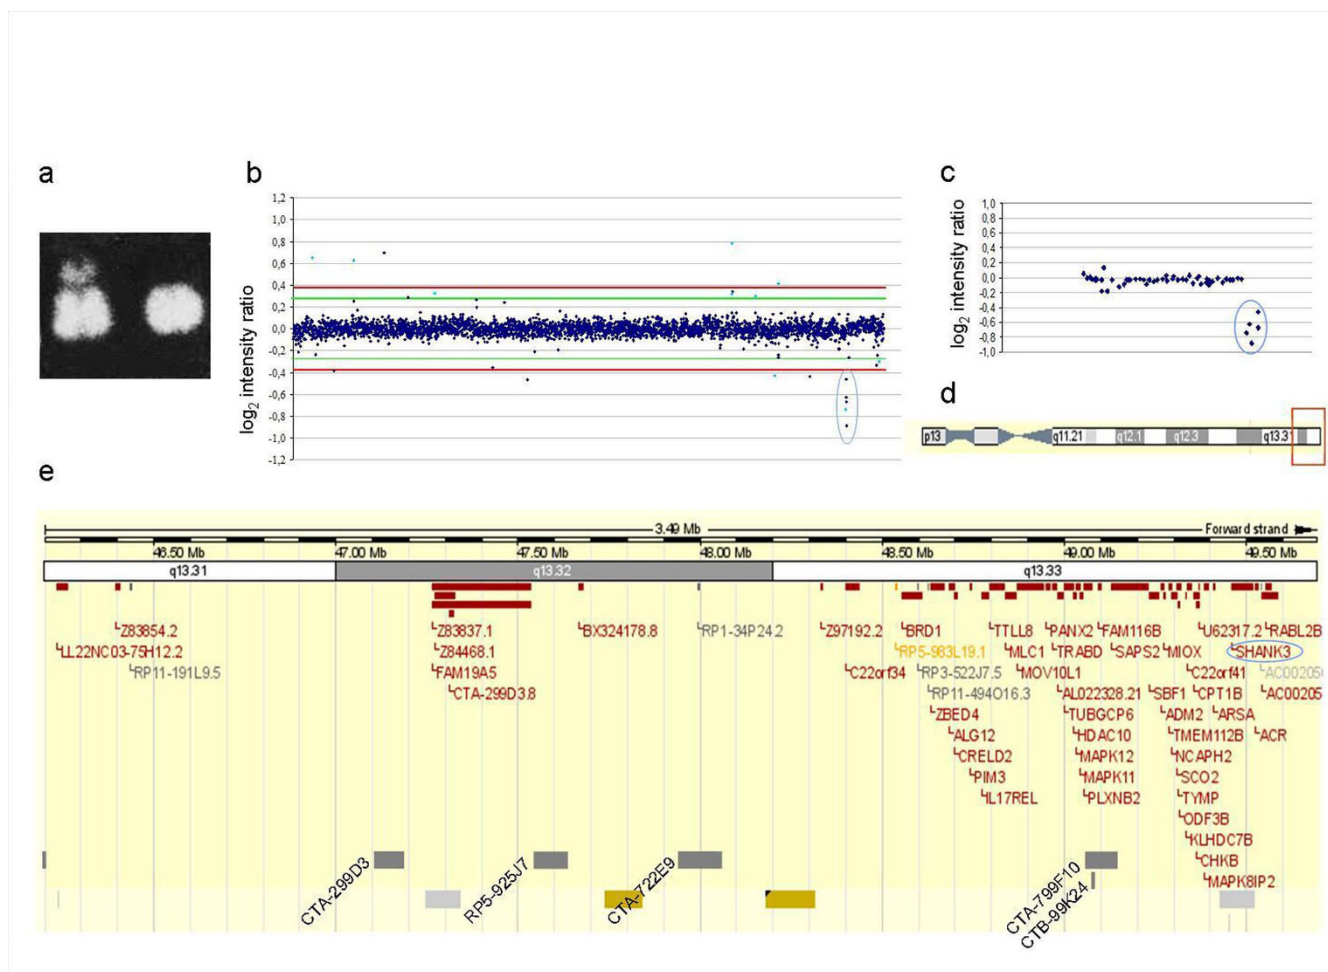 a
b
c
log2 intensity ratio
1,2
1,0
0,8
0,6
0,4
0,2
0,0
-0,2
-0,4
-0,6
-0,8
-1,0
-1,2
log2 intensity ratio
1,0
0,8
0,6
0,4
0,2
0,0
-0,2
-0,4
-0,6
-0,8
-1,0
d
p13 q11.21 q12.1 q12.3 q13.31
e
3.49 Mb Forward strand
46.50 Mb 47.00 Mb 47.50 Mb 48.00 Mb 48.50 Mb 49.00 Mb 49.50 Mb
q13.31 q13.32 q13.33
Z83854.2 Z83837.1 BX324178.8 RP1-34P24.2 Z97192.2 BRD1 TTLL8 PANX2 FAM116B U62317.2 RABL2B
LL22NC03-75H12.2 Z84468.1 RP5-983L19.1 MLC1 TRABD SAPS2 MIOX SHANK3
RP11-191L9.5 FAM19A5 C22orf34 RP3-522J7.5 MOV10L1 C22orf41
CTA-299D3.8 RP11-494O16.3 AL022328.21 SBF1 CPT1B
ZBED4 TUBGCP6 ADM2 ARSA
ALG12 HDAC10 TMEM112B ACR
CRELD2 MAPK12 NCAPH2
PIM3 MAPK11 SCO2
IL17REL PLXNB2 TYMP
ODF3B
KLHDC7B
CHKB
MAPK8IP2
CTA-299D3
RP5-925J7
CTA-722E9
CTA-799F10
CTB-99K24